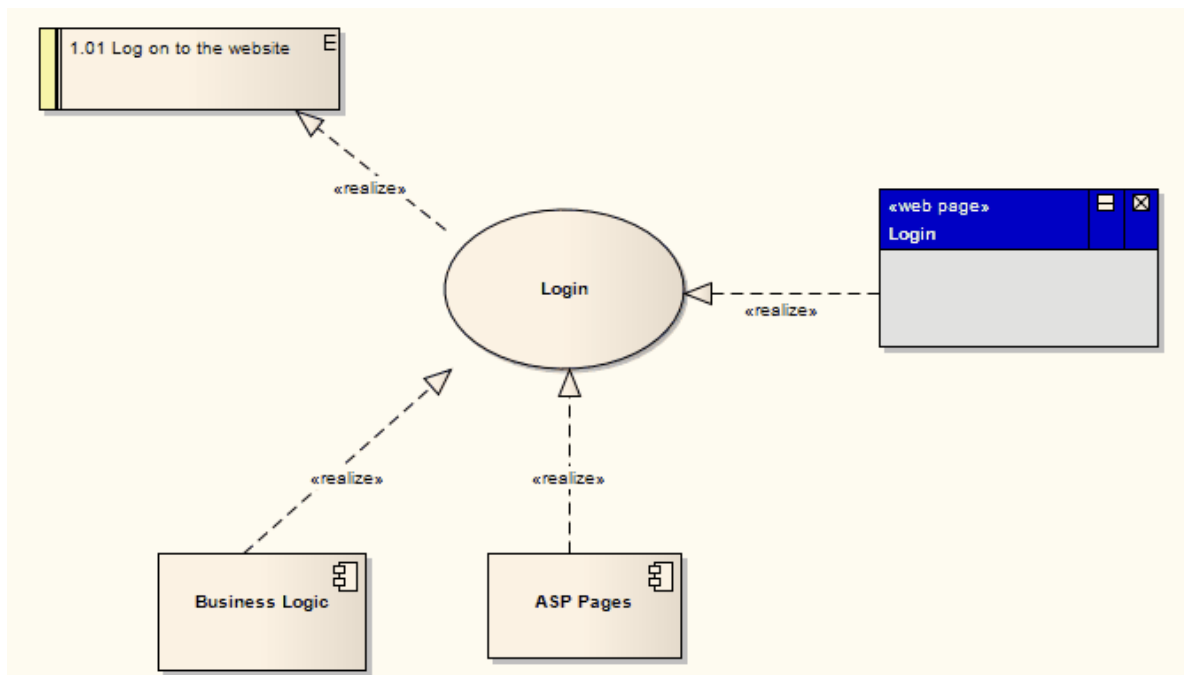 1.01 Log on to the website
E
«realize»
«web page»
Login
Login
«realize»
«realize»
«realize»
Business Logic
ASP Pages